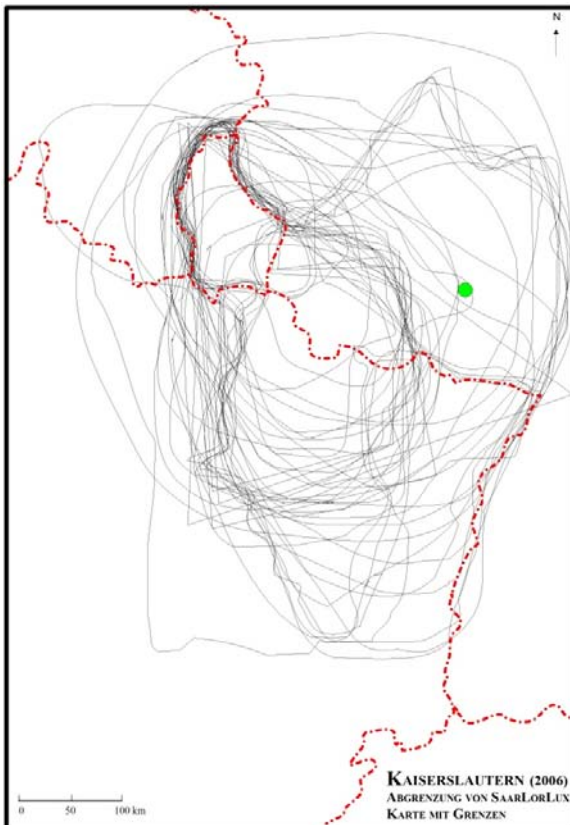 N
KAISERSLAUTERN (2006)
ABGRENZUNG VON SAARLORLUX
KARTE MIT GRENZEN
0 50 100 km